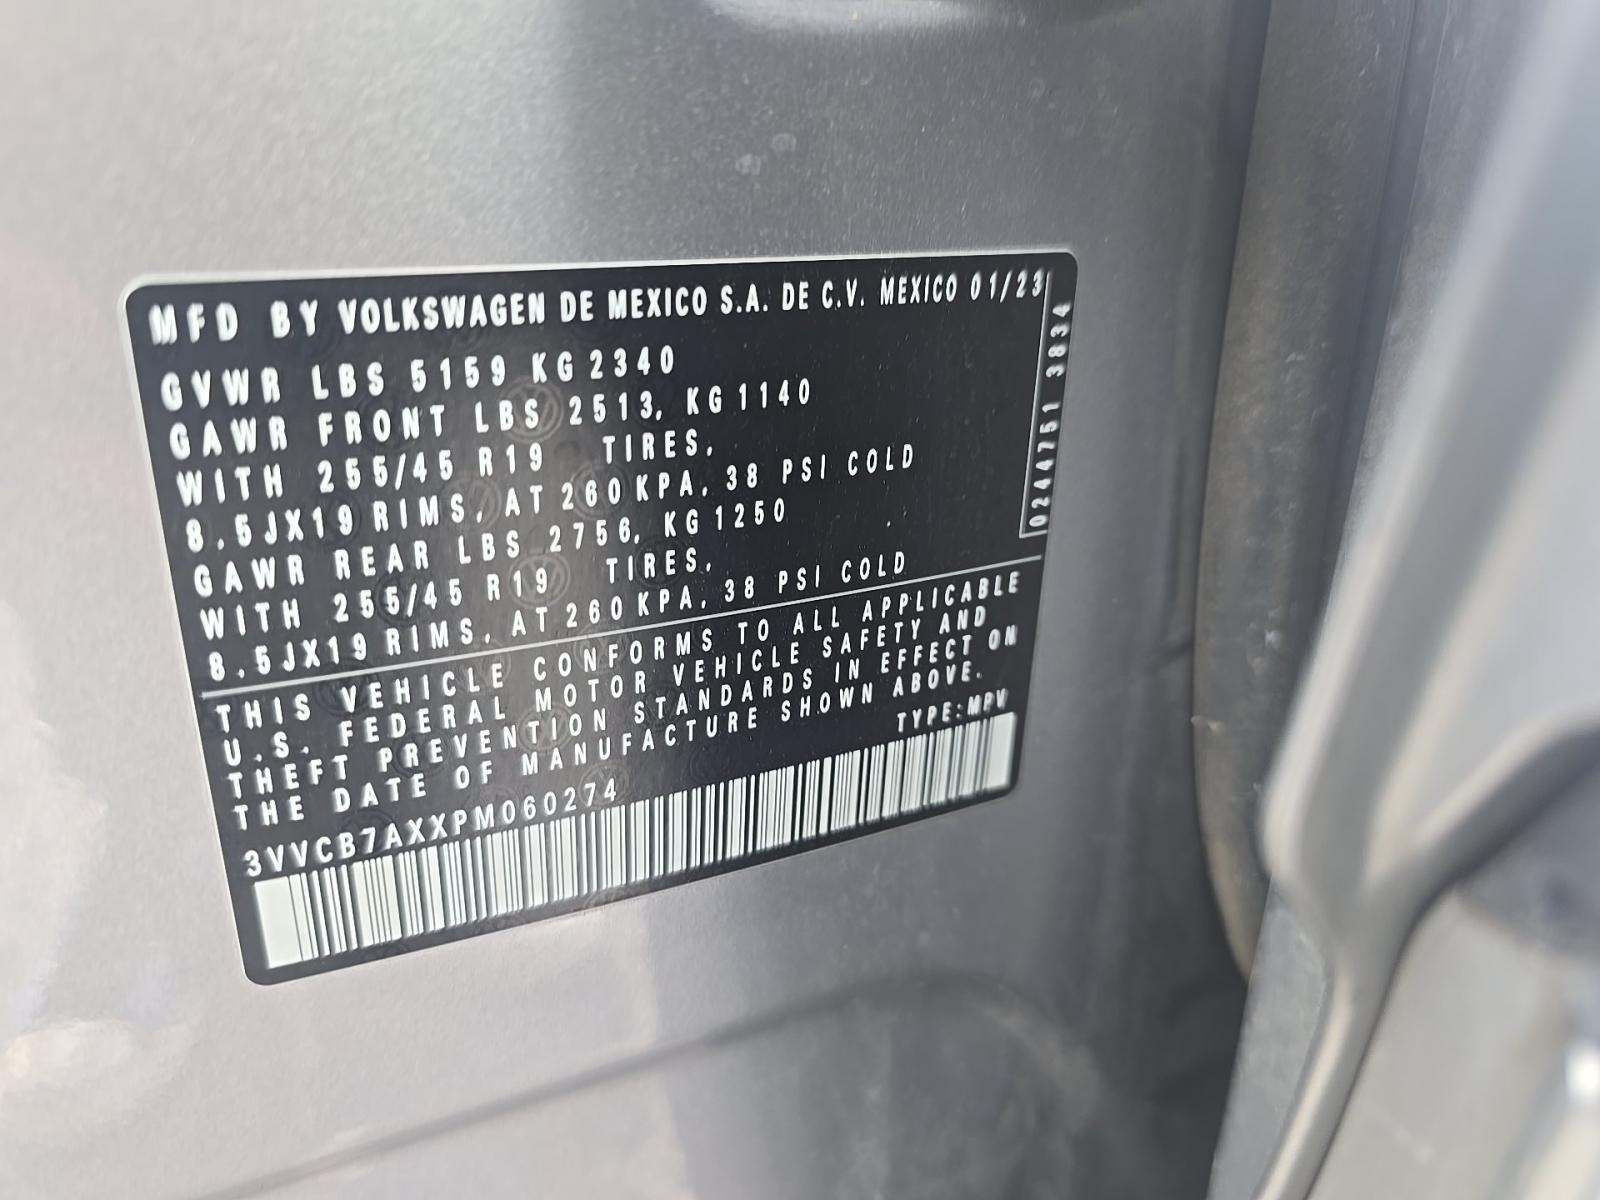 MFD BY VOLKSWAGEN DE MEXICO S.A. DE C.V. MEXICO 01/23
GVWR LBS 5159 KG 2340
GAWR FRONT LBS 2513, KG 1140
WITH 255/45 R19 TIRES,
8.5JX19 RIMS, AT 260 KPA, 38 PSI COLD
GAWR REAR LBS 2756, KG 1250
WITH 255/45 R19 TIRES,
8.5JX19 RIMS, AT 260 KPA, 38 PSI COLD
0244751 3834
THIS VEHICLE CONFORMS TO ALL APPLICABLE
U.S. FEDERAL MOTOR VEHICLE SAFETY AND
THEFT PREVENTION STANDARDS IN EFFECT ON
THE DATE OF MANUFACTURE SHOWN ABOVE.
TYPE:MPV
3VVCB7AXXPM060274